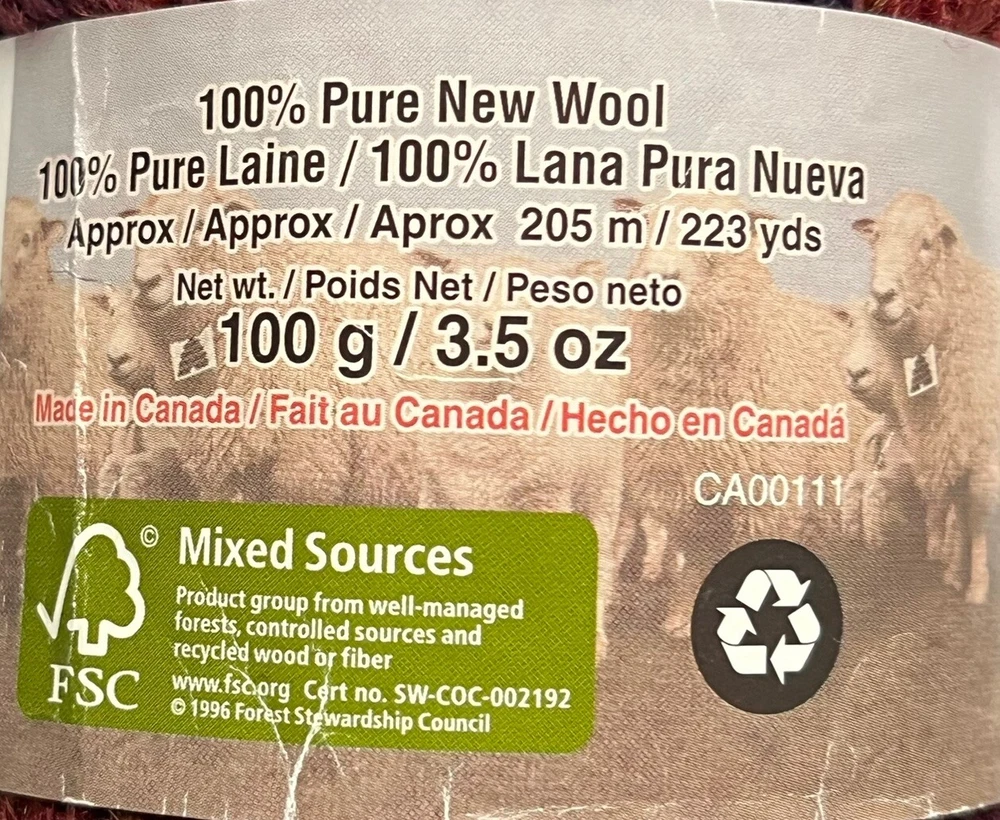 100% Pure New Wool
100% Pure Laine / 100% Lana Pura Nueva
Approx / Approx / Aprox 205 m / 223 yds
Net wt. / Poids Net / Peso neto
100 g / 3.5 oz
Made in Canada / Fait au Canada / Hecho en Canadá
CA00111
© Mixed Sources
Product group from well-managed
forests, controlled sources and
recycled wood or fiber
FSC
www.fsc.org Cert no. SW-COC-002192
© 1996 Forest Stewardship Council